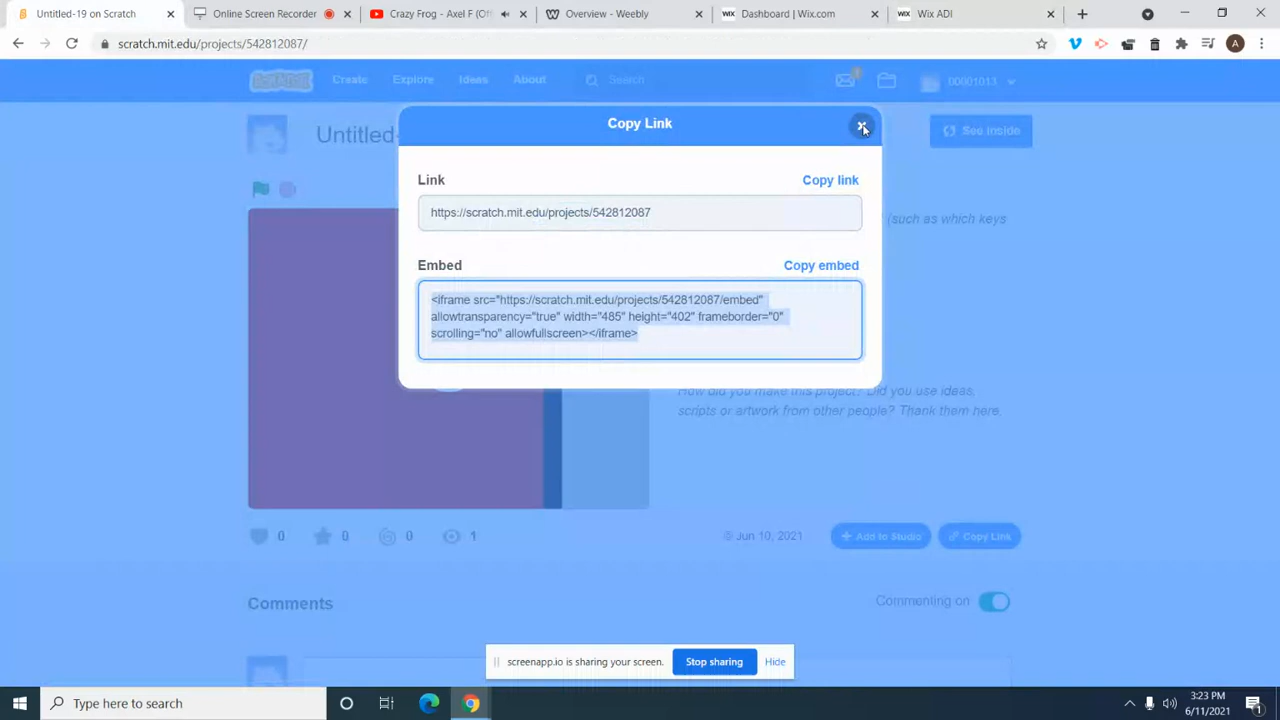 Untitled-19 on Scratch
Online Screen Recorder
Crazy Frog - Axel F (Of
Overview - Weebly
Dashboard | Wix.com
Wix ADI
scratch.mit.edu/projects/542812087/
A
Create
Explore
Ideas
About
Search
Copy Link
Untitled-
See inside
Link
Copy link
https://scratch.mit.edu/projects/542812087
(such as which keys
Embed
Copy embed
<iframe src="https://scratch.mit.edu/projects/542812087/embed"
allowtransparency="true" width="485" height="402" frameborder="0"
scrolling="no" allowfullscreen></iframe>
How did you make this project? Did you use ideas,
scripts or artwork from other people? Thank them here.
0
0
0
1
© Jun 10, 2021
Add to Studio
Copy Link
Comments
Commenting on
screenapp.io is sharing your screen.
Stop sharing
Hide
Type here to search
3:23 PM
6/11/2021
1